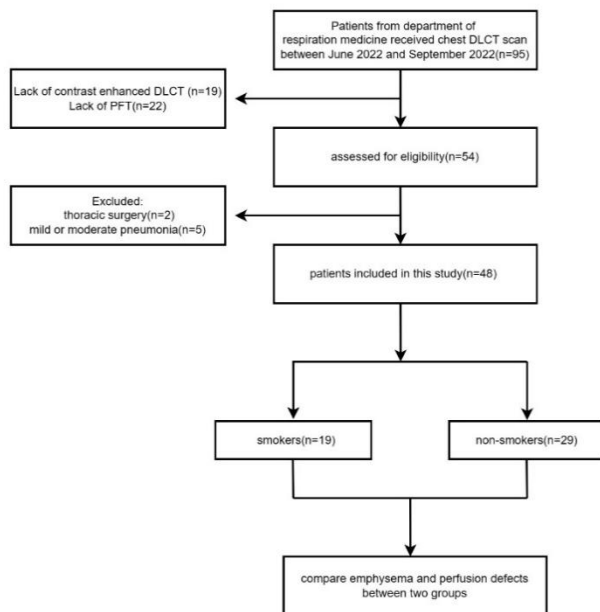 Patients from department of
respiration medicine received chest DLCT scan
between June 2022 and September 2022(n=95)
Lack of contrast enhanced DLCT (n=19)
Lack of PFT(n=22)
assessed for eligibility(n=54)
Excluded:
thoracic surgery(n=2)
mild or moderate pneumonia(n=5)
patients included in this study(n=48)
smokers(n=19)
non-smokers(n=29)
compare emphysema and perfusion defects
between two groups